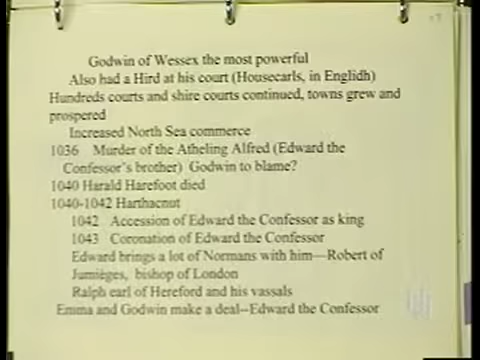 Godwin of Wessex the most powerful
Also had a Hird at his court (Housecarls, in Englidh)
Hundreds courts and shire courts continued, towns grew and
prospered
Increased North Sea commerce
1036 Murder of the Atheling Alfred (Edward the
Confessor's brother) Godwin to blame?
1040 Harald Harefoot died
1040-1042 Harthacnut
1042 Accession of Edward the Confessor as king
1043 Coronation of Edward the Confessor
Edward brings a lot of Normans with him—Robert of
Jumièges, bishop of London
Ralph earl of Hereford and his vassals
Emma and Godwin make a deal--Edward the Confessor